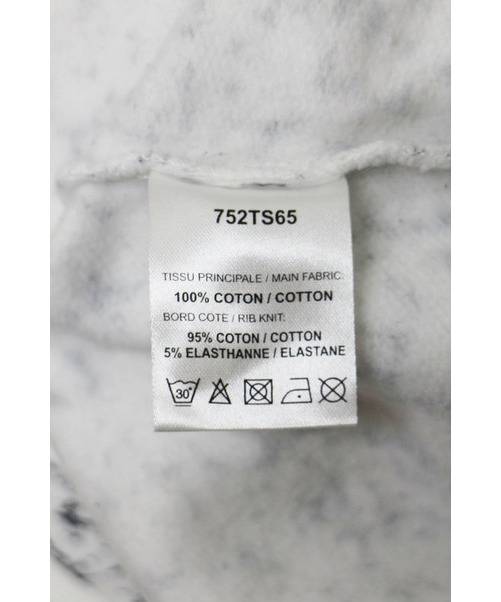 752TS65
TISSU PRINCIPALE / MAIN FABRIC:
100% COTON / COTTON
BORD COTE / RIB KNIT:
95% COTON / COTTON
5% ELASTHANNE / ELASTANE
30°